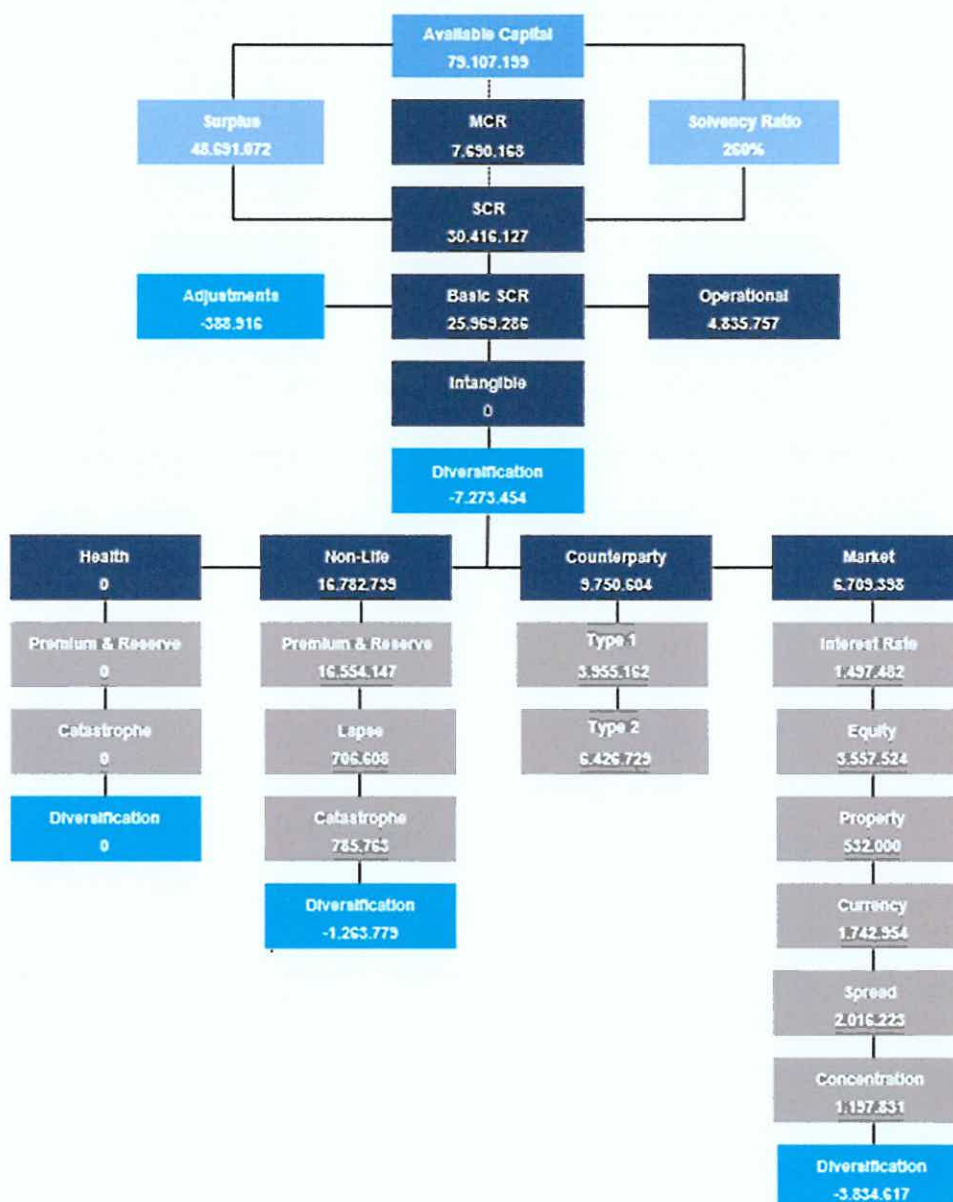 Available Capital
79.107.199
Surplus
48.691.072
MCR
7.690.168
Solvency Ratio
260%
SCR
30.416.127
Adjustments
-388.916
Basic SCR
25.969.286
Operational
4.835.757
Intangible
0
Diversification
-7.273.454
Health
0
Non-Life
16.782.739
Counterparty
9.750.604
Market
6.709.398
Premium & Reserve
0
Premium & Reserve
16.554.147
Type 1
3.955.162
Interest Rate
1.497.482
Catastrophe
0
Lapse
706.608
Type 2
6.426.729
Equity
3.557.524
Diversification
0
Catastrophe
785.763
Property
532.000
Diversification
-1.263.779
Currency
1.742.954
Spread
2.016.223
Concentration
1.197.831
Diversification
-3.834.617